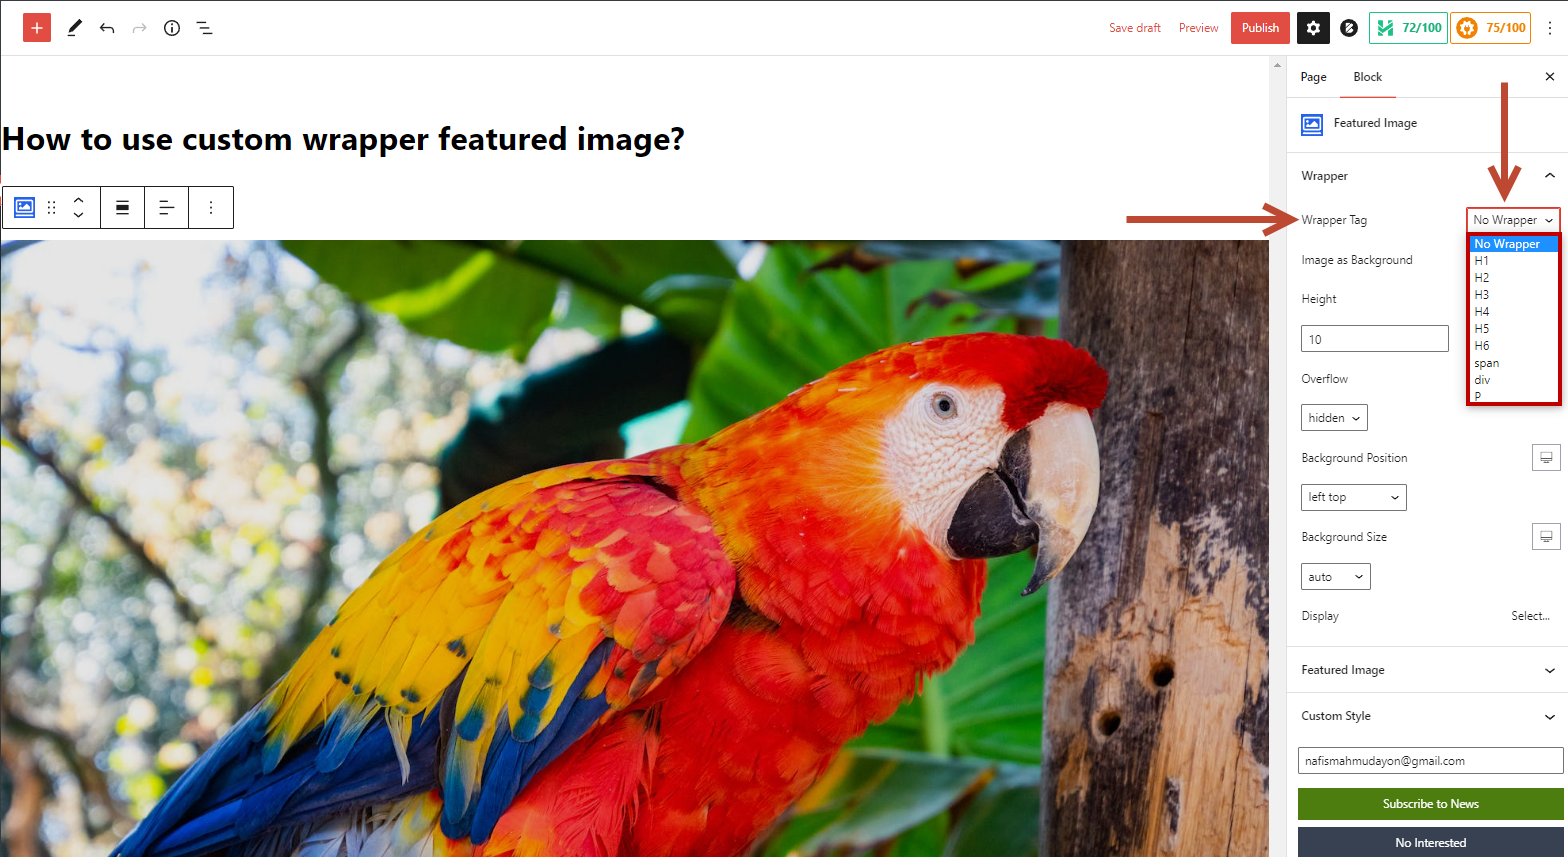 Save draft Preview Publish 72/100 75/100
Page Block
How to use custom wrapper featured image?
Featured Image
Wrapper
Wrapper Tag No Wrapper
No Wrapper
H1
H2
H3
H4
H5
H6
span
div
P
Image as Background
Height
10
Overflow
hidden
Background Position
left top
Background Size
auto
Display Select...
Featured Image
Custom Style
nafismahmudayon@gmail.com
Subscribe to News
No Interested